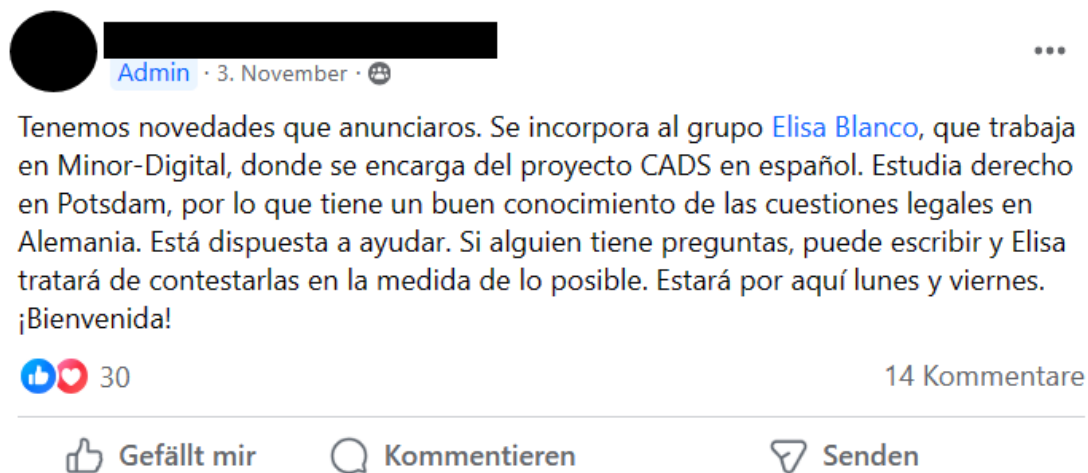 Admin · 3. November ·
Tenemos novedades que anunciaros. Se incorpora al grupo Elisa Blanco, que trabaja
en Minor-Digital, donde se encarga del proyecto CADS en español. Estudia derecho
en Potsdam, por lo que tiene un buen conocimiento de las cuestiones legales en
Alemania. Está dispuesta a ayudar. Si alguien tiene preguntas, puede escribir y Elisa
tratará de contestarlas en la medida de lo posible. Estará por aquí lunes y viernes.
¡Bienvenida!
30 14 Kommentare
Gefällt mir Kommentieren Senden